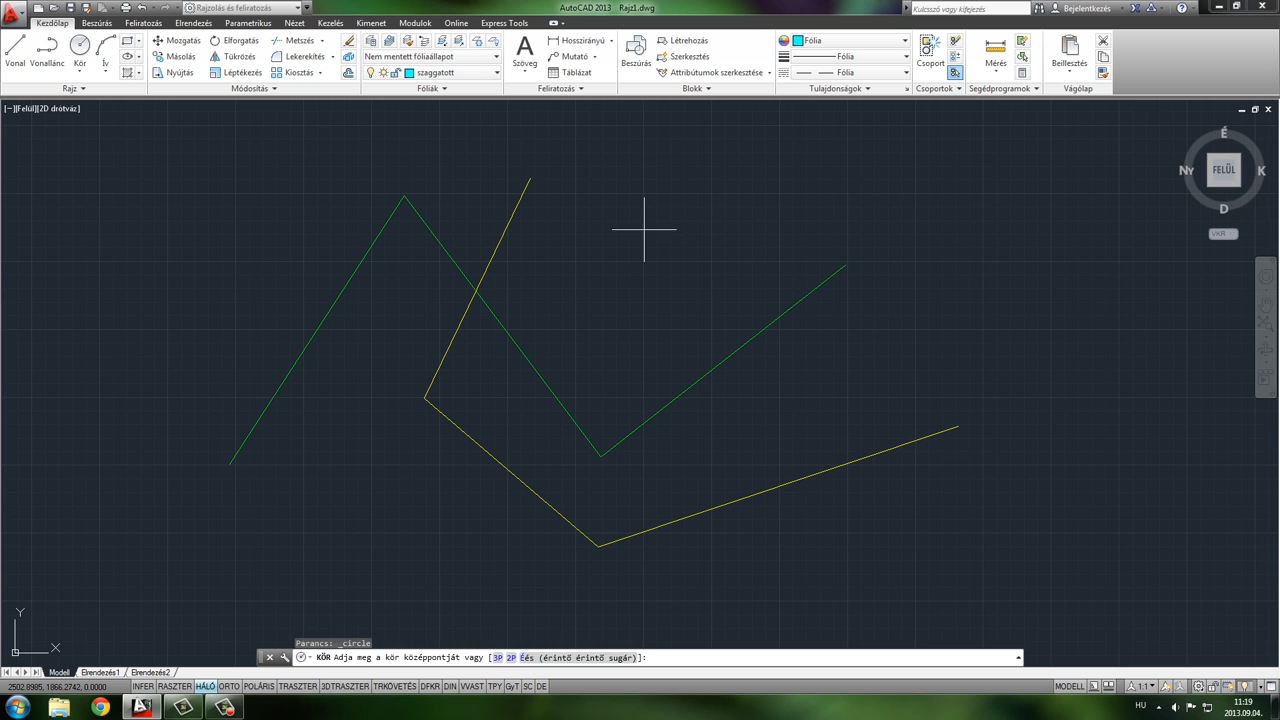 Rajzolás és feliratozás
AutoCAD 2013 Rajz1.dwg
Kulcsszó vagy kifejezés
Bejelentkezés
Kezdőlap Beszúrás Feliratozás Elrendezés Parametrikus Nézet Kezelés Kimenet Modulok Online Express Tools
Vonal
Vonallánc
Kör
Ív
Mozgatás Elforgatás Metszés
Másolás Tükrözés Lekerekítés
Nyújtás Léptékezés Kiosztás
Nem mentett fóliaállapot
szaggatott
Szöveg
Hosszirányú
Mutató
Táblázat
Beszúrás
Létrehozás
Szerkesztés
Attribútumok szerkesztése
Fólia
Fólia
Fólia
Csoport
Mérés
Beillesztés
Rajz Módosítás Fóliák Feliratozás Blokk Tulajdonságok Csoportok Segédprogramok Vágólap
[−][Felül][2D drótváz]
É
Ny FELÜL K
D
VKR
Y
X
Parancs: _circle
KÖR Adja meg a kör középpontját vagy [3P 2P Éés (érintő érintő sugár)]:
Modell Elrendezés1 Elrendezés2
2502.8985, 1866.2742, 0.0000 INFER RASZTER HÁLÓ ORTO POLÁRIS TRASZTER 3DTRASZTER TRKÖVETÉS DFKR DIN VVAST TPY GyT SC DE MODELL 1:1
HU
11:19
2013.09.04.